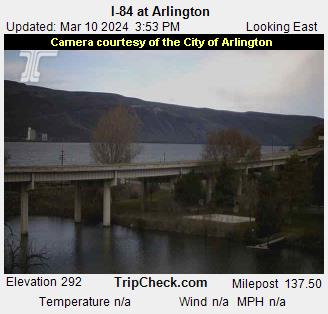 I-84 at Arlington
Updated: Mar 10 2024 3:53 PM Looking East
Camera courtesy of the City of Arlington
Elevation 292 TripCheck.com Milepost 137.50
Temperature n/a Wind n/a MPH n/a